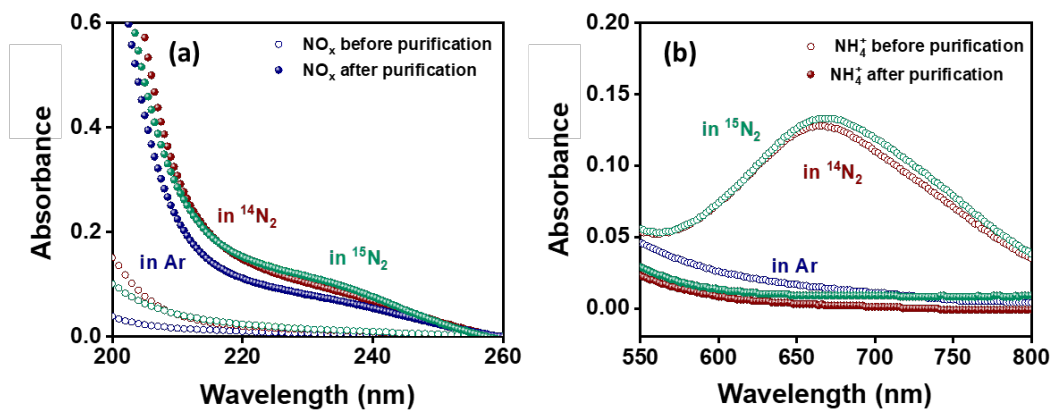 (a)
NOₓ before purification
NOₓ after purification
in ¹⁴N₂
in ¹⁵N₂
in Ar
0.6
0.4
0.2
0.0
200
220
240
260
Absorbance
Wavelength (nm)
(b)
NH₄⁺ before purification
NH₄⁺ after purification
in ¹⁵N₂
in ¹⁴N₂
in Ar
0.20
0.15
0.10
0.05
0.00
550
600
650
700
750
800
Absorbance
Wavelength (nm)